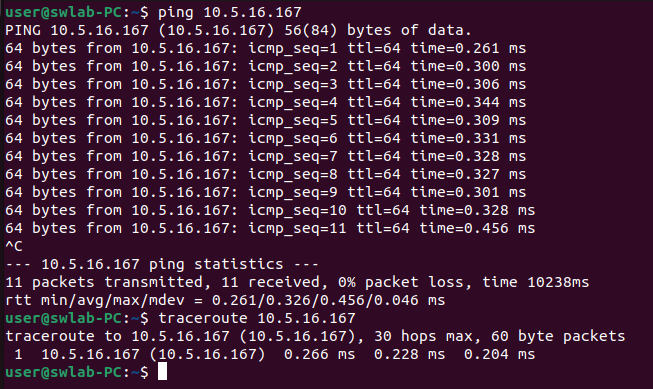 user@swlab-PC:~$ ping 10.5.16.167
PING 10.5.16.167 (10.5.16.167) 56(84) bytes of data.
64 bytes from 10.5.16.167: icmp_seq=1 ttl=64 time=0.261 ms
64 bytes from 10.5.16.167: icmp_seq=2 ttl=64 time=0.300 ms
64 bytes from 10.5.16.167: icmp_seq=3 ttl=64 time=0.306 ms
64 bytes from 10.5.16.167: icmp_seq=4 ttl=64 time=0.344 ms
64 bytes from 10.5.16.167: icmp_seq=5 ttl=64 time=0.309 ms
64 bytes from 10.5.16.167: icmp_seq=6 ttl=64 time=0.331 ms
64 bytes from 10.5.16.167: icmp_seq=7 ttl=64 time=0.328 ms
64 bytes from 10.5.16.167: icmp_seq=8 ttl=64 time=0.327 ms
64 bytes from 10.5.16.167: icmp_seq=9 ttl=64 time=0.301 ms
64 bytes from 10.5.16.167: icmp_seq=10 ttl=64 time=0.328 ms
64 bytes from 10.5.16.167: icmp_seq=11 ttl=64 time=0.456 ms
^C
--- 10.5.16.167 ping statistics ---
11 packets transmitted, 11 received, 0% packet loss, time 10238ms
rtt min/avg/max/mdev = 0.261/0.326/0.456/0.046 ms
user@swlab-PC:~$ traceroute 10.5.16.167
traceroute to 10.5.16.167 (10.5.16.167), 30 hops max, 60 byte packets
 1  10.5.16.167 (10.5.16.167)  0.266 ms  0.228 ms  0.204 ms
user@swlab-PC:~$